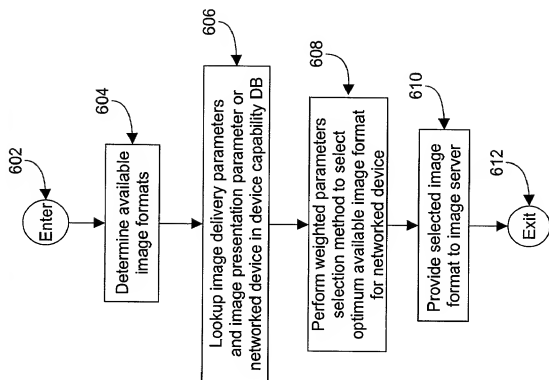 602
Enter
604
Determine available
image formats
606
Lookup image delivery parameters
and image presentation parameter or
networked device in device capability DB
608
Perform weighted parameters
selection method to select
optimum available image format
for networked device
610
Provide selected image
format to image server
612
Exit